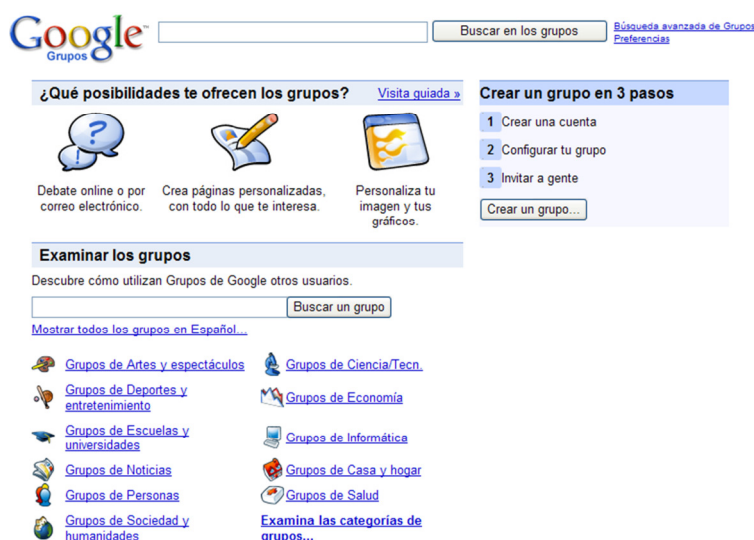 Google™
Grupos
Buscar en los grupos
Búsqueda avanzada de Grupos
Preferencias
¿Qué posibilidades te ofrecen los grupos?
Visita guiada »
Debate online o por
correo electrónico.
Crea páginas personalizadas,
con todo lo que te interesa.
Personaliza tu
imagen y tus
gráficos.
Crear un grupo en 3 pasos
1 Crear una cuenta
2 Configurar tu grupo
3 Invitar a gente
Crear un grupo...
Examinar los grupos
Descubre cómo utilizan Grupos de Google otros usuarios.
Buscar un grupo
Mostrar todos los grupos en Español...
Grupos de Artes y espectáculos
Grupos de Ciencia/Tecn.
Grupos de Deportes y
entretenimiento
Grupos de Economía
Grupos de Escuelas y
universidades
Grupos de Informática
Grupos de Noticias
Grupos de Casa y hogar
Grupos de Personas
Grupos de Salud
Grupos de Sociedad y
humanidades
Examina las categorías de
grupos...